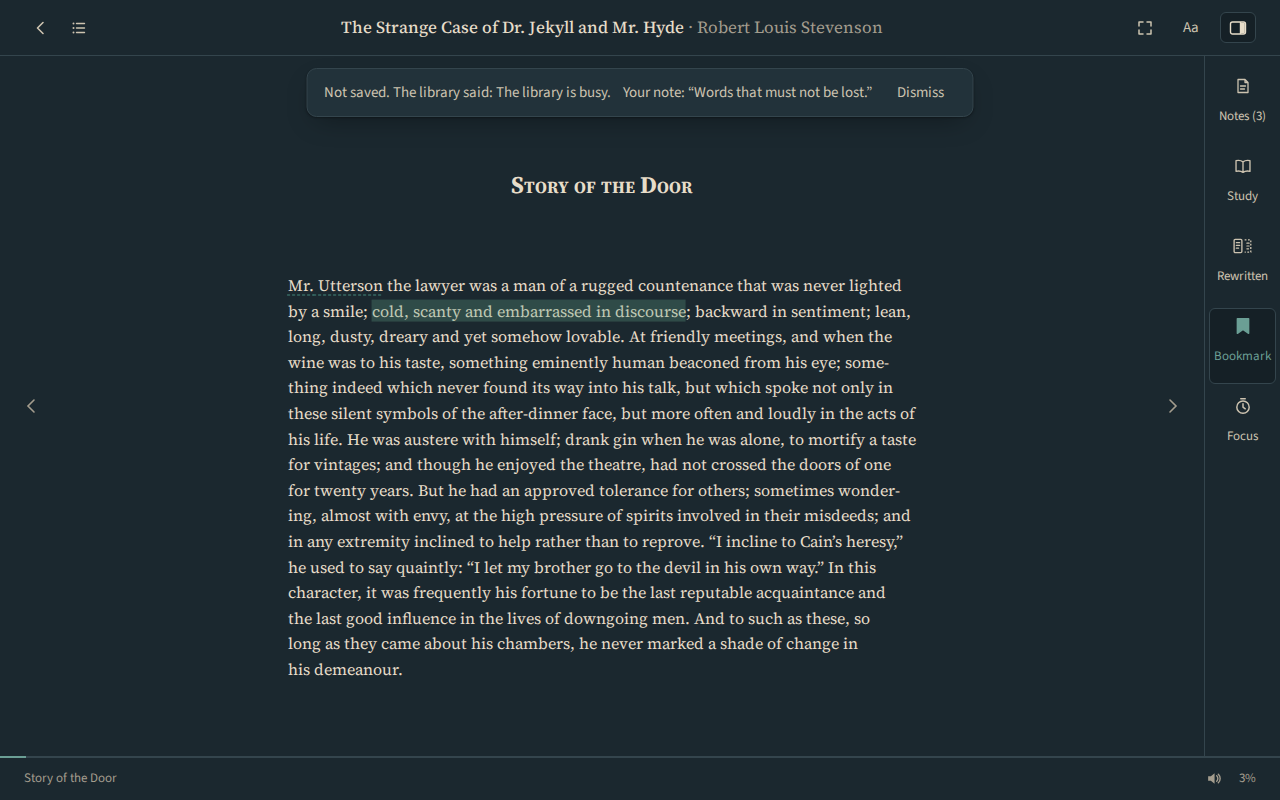 The Strange Case of Dr. Jekyll and Mr. Hyde · Robert Louis Stevenson
Aa
Not saved. The library said: The library is busy. Your note: “Words that must not be lost.” Dismiss
Notes (3)
Study
Rewritten
Bookmark
Focus
Story of the Door
Mr. Utterson the lawyer was a man of a rugged countenance that was never lighted
by a smile; cold, scanty and embarrassed in discourse; backward in sentiment; lean,
long, dusty, dreary and yet somehow lovable. At friendly meetings, and when the
wine was to his taste, something eminently human beaconed from his eye; some-
thing indeed which never found its way into his talk, but which spoke not only in
these silent symbols of the after-dinner face, but more often and loudly in the acts of
his life. He was austere with himself; drank gin when he was alone, to mortify a taste
for vintages; and though he enjoyed the theatre, had not crossed the doors of one
for twenty years. But he had an approved tolerance for others; sometimes wonder-
ing, almost with envy, at the high pressure of spirits involved in their misdeeds; and
in any extremity inclined to help rather than to reprove. “I incline to Cain’s heresy,”
he used to say quaintly: “I let my brother go to the devil in his own way.” In this
character, it was frequently his fortune to be the last reputable acquaintance and
the last good influence in the lives of downgoing men. And to such as these, so
long as they came about his chambers, he never marked a shade of change in
his demeanour.
Story of the Door
3%